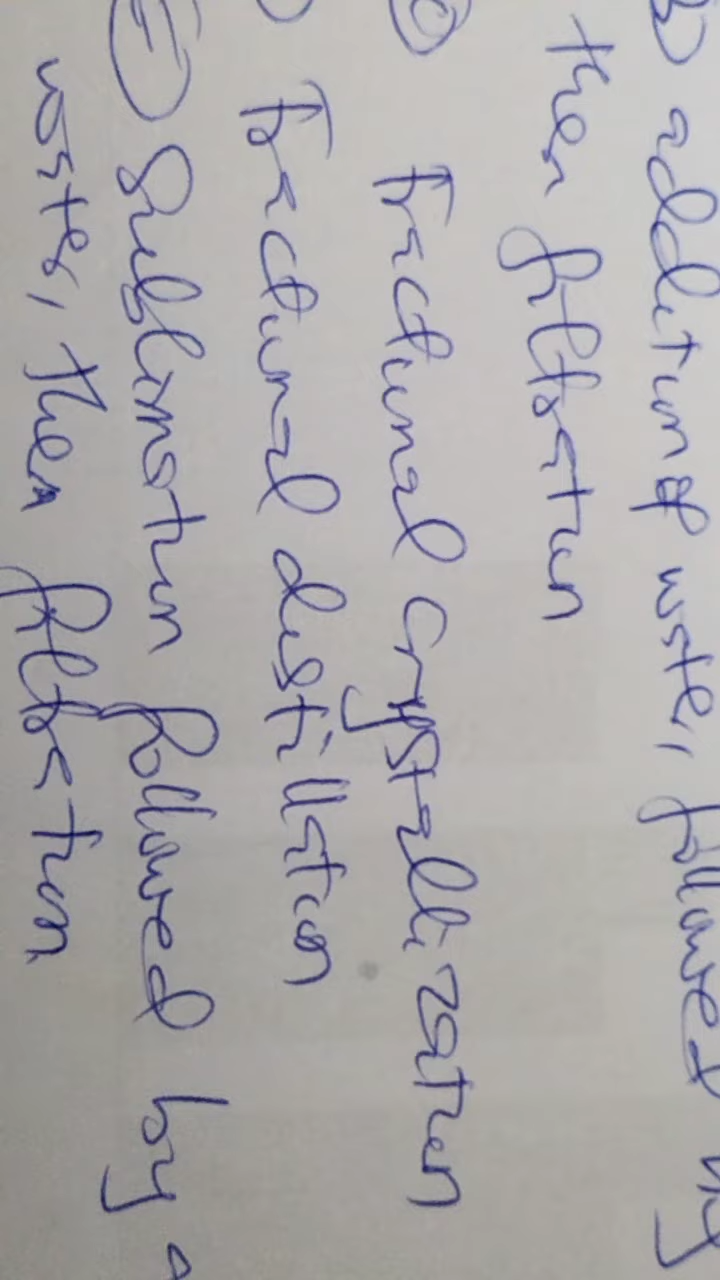 B) addition of water, followed by
then filtration
C) fractional crystallization
) fractional distillation
E) Sublimation followed by a
water, then filtration